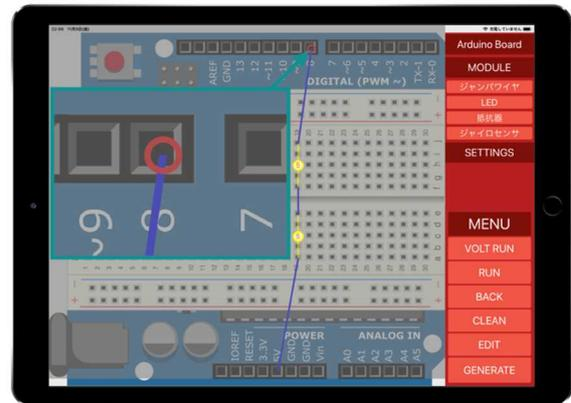 Arduino Board
MODULE
ジャンパワイヤ
LED
抵抗器
ジャイロセンサ
SETTINGS
MENU
VOLT RUN
RUN
BACK
CLEAN
EDIT
GENERATE
AREF
GND
13
12
~11
10
8
7
~6
~5
4
~3
2
TX-1
RX-0
DIGITAL (PWM ~)
~9
8
7
IOREF
RESET
3.3V
5V
GND
GND
Vin
POWER
ANALOG IN
A0
A1
A2
A3
A4
A5